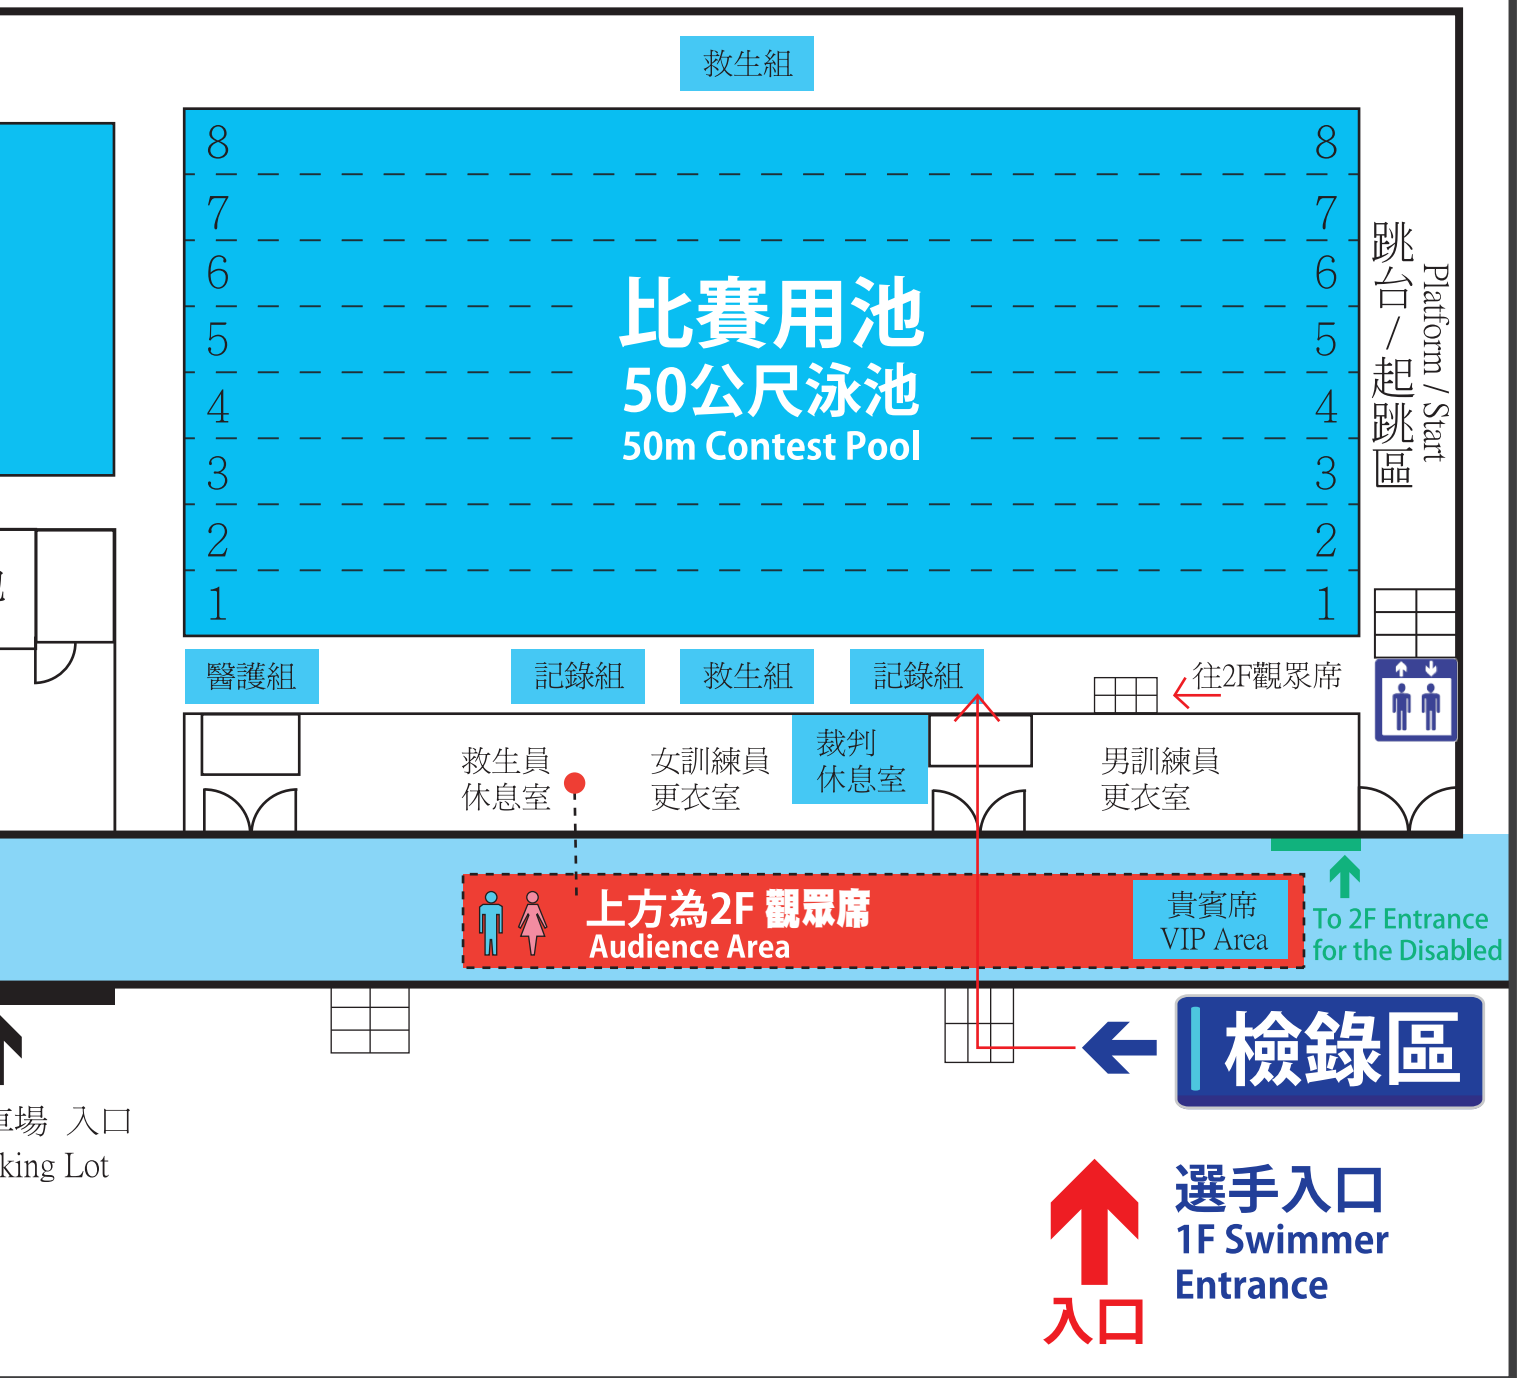 救生組
8
8
7
7
6
6
5
5
4
4
3
3
2
2
1
1
比賽用池
50公尺泳池
50m Contest Pool
跳台/起跳區
Platform / Start
醫護組
記錄組
救生組
記錄組
往2F觀眾席
救生員
休息室
女訓練員
更衣室
裁判
休息室
男訓練員
更衣室
上方為2F 觀眾席
Audience Area
貴賓席
VIP Area
To 2F Entrance
for the Disabled
檢錄區
車場 入口
king Lot
選手入口
1F Swimmer
Entrance
入口